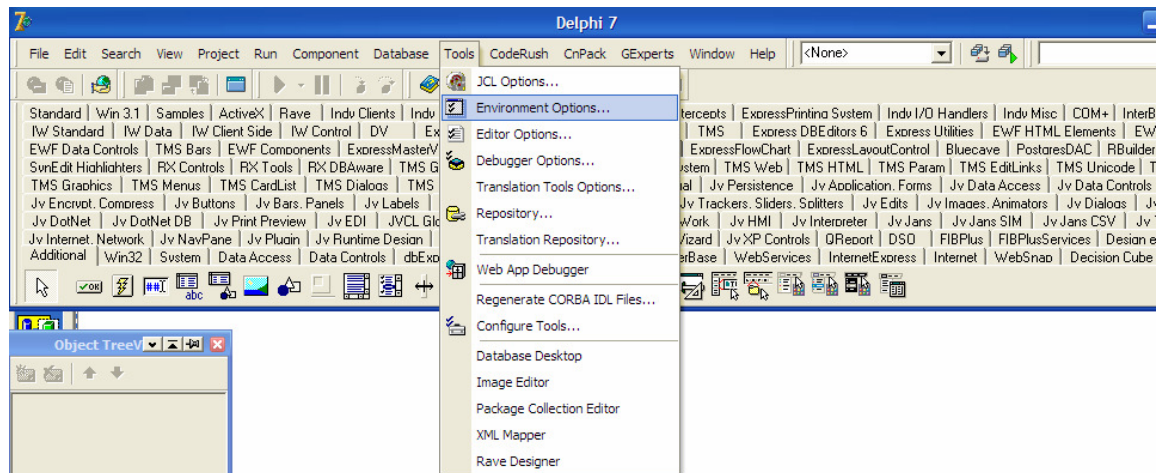 Delphi 7
File Edit Search View Project Run Component Database Tools CodeRush CnPack GExperts Window Help <None>
JCL Options...
Environment Options...
Editor Options...
Debugger Options...
Translation Tools Options...
Repository...
Translation Repository...
Web App Debugger
Regenerate CORBA IDL Files...
Configure Tools...
Database Desktop
Image Editor
Package Collection Editor
XML Mapper
Rave Designer
Standard Win 3.1 Samples ActiveX Rave Indy Clients Indy
tercepts ExpressPrinting System Indy I/O Handlers Indy Misc COM+ InterB
IW Standard IW Data IW Client Side IW Control DV Ex
TMS Express DBEditors 6 Express Utilities EWF HTML Elements EW
EWF Data Controls TMS Bars EWF Components ExpressMasterV
ExpressFlowChart ExpressLayoutControl Bluecave PostgresDAC RBuilder
SynEdit Highlighters RX Controls RX Tools RX DBAware TMS G
stem TMS Web TMS HTML TMS Param TMS EditLinks TMS Unicode T
TMS Graphics TMS Menus TMS CardList TMS Dialogs TMS
al Jv Persistence Jv Application, Forms Jv Data Access Jv Data Controls
Jv Encrypt, Compress Jv Buttons Jv Bars, Panels Jv Labels
Jv Trackers, Sliders, Splitters Jv Edits Jv Images, Animators Jv Dialogs Jv
Jv DotNet Jv DotNet DB Jv Print Preview Jv EDI JVCL Glo
Work Jv HMI Jv Interpreter Jv Jans Jv Jans SIM Jv Jans CSV Jv
Jv Internet, Network Jv NavPane Jv Plugin Jv Runtime Design
izard Jv XP Controls QReport DSO FIBPlus FIBPlusServices Design e
Additional Win32 System Data Access Data Controls dbExp
erBase WebServices InternetExpress Internet WebSnap Decision Cube
OK
abc
Object TreeV